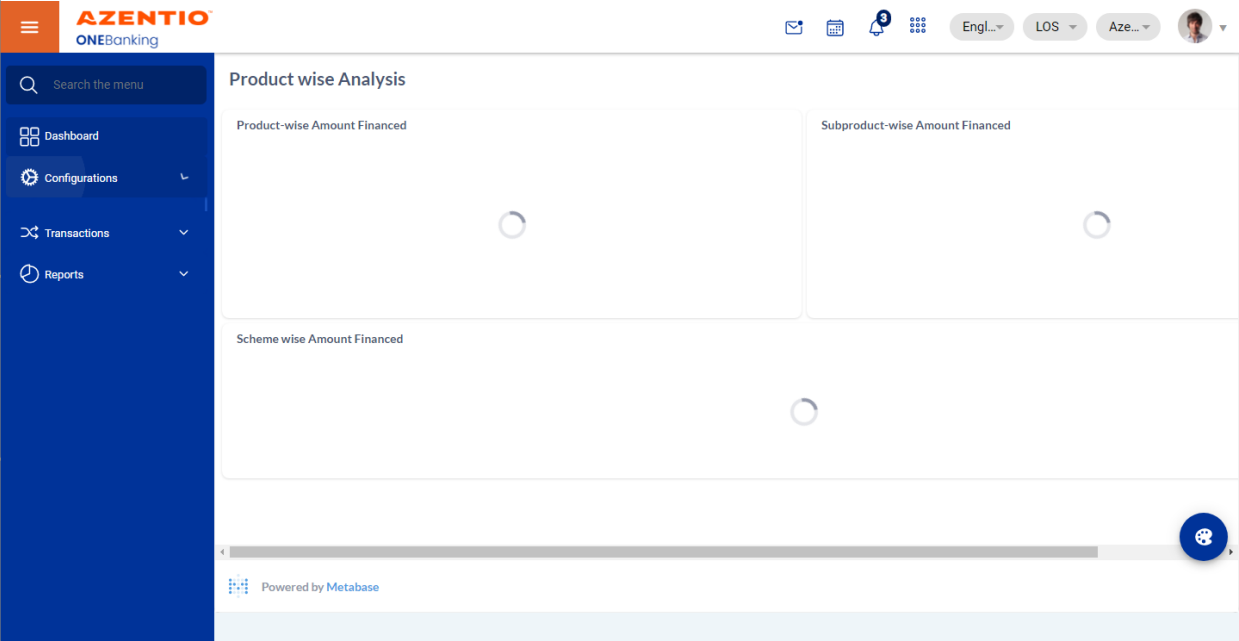 AZENTIO™
ONEBanking
3
Engl...
LOS
Aze...
Search the menu
Dashboard
Configurations
Transactions
Reports
Product wise Analysis
Product-wise Amount Financed
Subproduct-wise Amount Financed
Scheme wise Amount Financed
Powered by Metabase